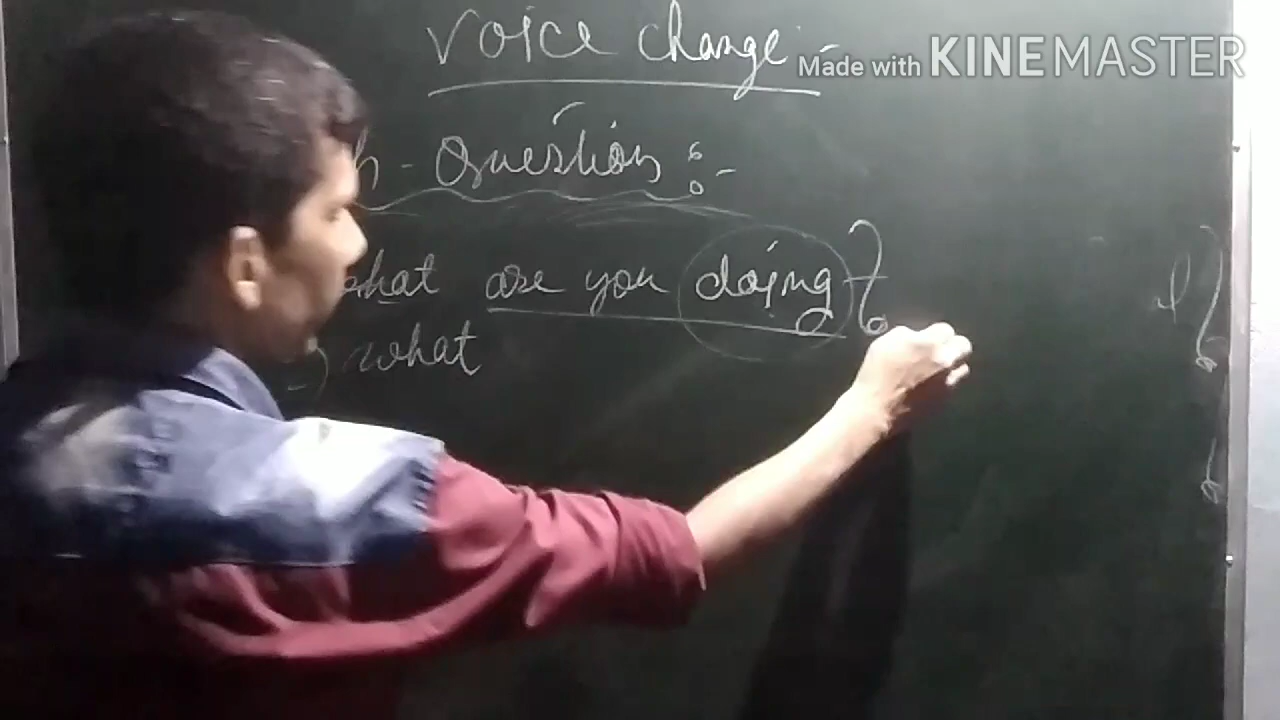 voice change -
Made with KINEMASTER
h - Question :-
what are you doing ?
what